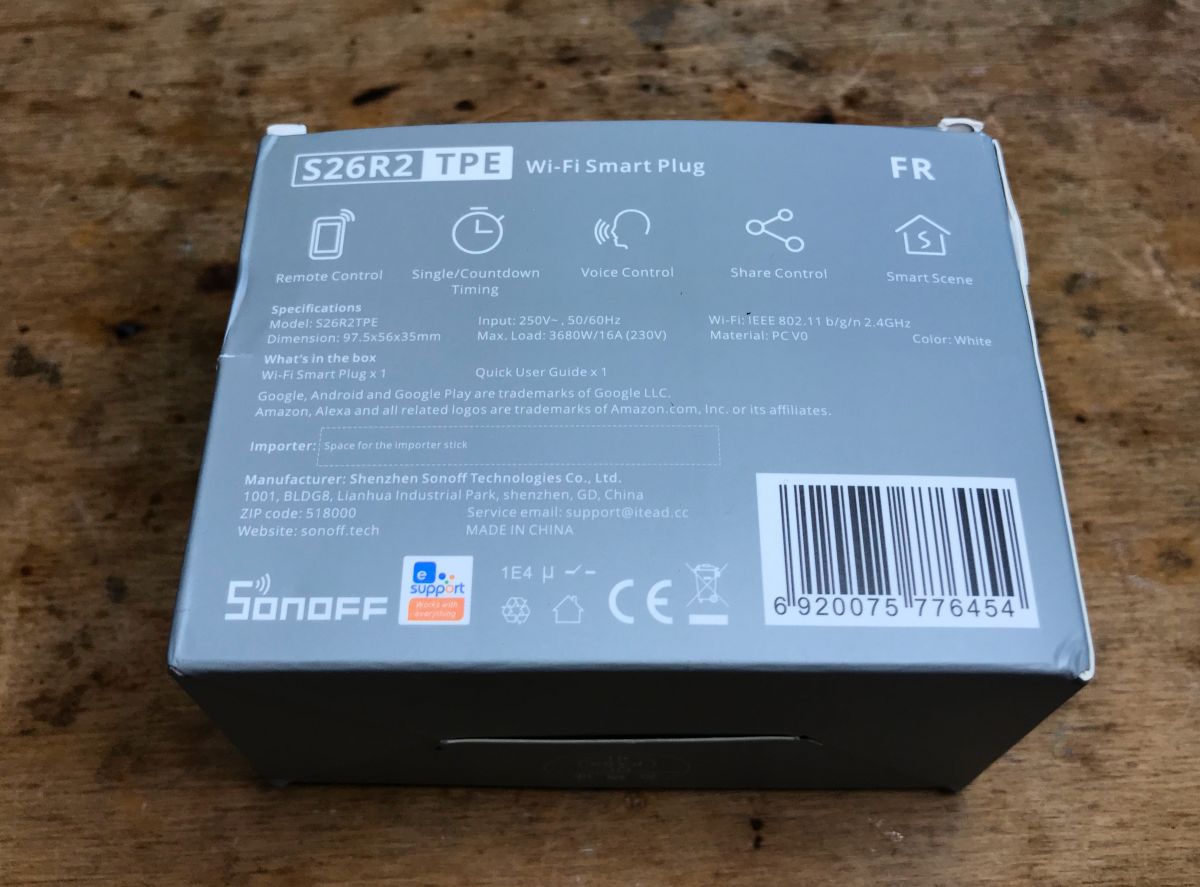 S26R2 TPE Wi-Fi Smart Plug FR
Remote Control
Single/Countdown
Timing
Voice Control
Share Control
Smart Scene
Specifications
Model: S26R2TPE Input: 250V~, 50/60Hz Wi-Fi: IEEE 802.11 b/g/n 2.4GHz
Dimension: 97.5x56x35mm Max. Load: 3680W/16A (230V) Material: PC V0 Color: White
What's in the box
Wi-Fi Smart Plug x 1 Quick User Guide x 1
Google, Android and Google Play are trademarks of Google LLC.
Amazon, Alexa and all related logos are trademarks of Amazon.com, Inc. or its affiliates.
Importer: Space for the importer stick
Manufacturer: Shenzhen Sonoff Technologies Co., Ltd.
1001, BLDG8, Lianhua Industrial Park, shenzhen, GD, China
ZIP code: 518000 Service email: support@itead.cc
Website: sonoff.tech MADE IN CHINA
SONOFF
e
support
Works with
everything
1E4 μ
CE
6 920075 776454